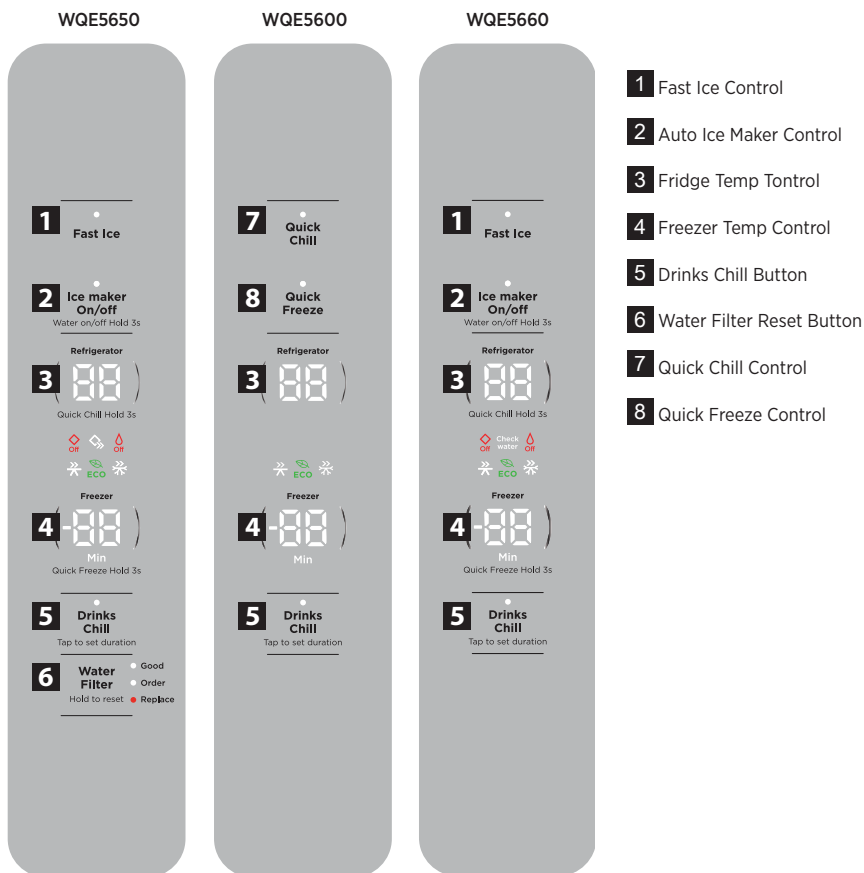 WQE5650
1
Fast Ice
2
Ice maker
On/off
Water on/off Hold 3s
Refrigerator
3
88
Quick Chill Hold 3s
Off
Off
ECO
Freezer
4
-88
Min
Quick Freeze Hold 3s
5
Drinks
Chill
Tap to set duration
6
Water
Filter
Hold to reset
Good
Order
Replace
WQE5600
7
Quick
Chill
8
Quick
Freeze
Refrigerator
3
88
ECO
Freezer
4
-88
Min
5
Drinks
Chill
Tap to set duration
WQE5660
1
Fast Ice
2
Ice maker
On/off
Water on/off Hold 3s
Refrigerator
3
88
Quick Chill Hold 3s
Off
Check
water
Off
ECO
Freezer
4
-88
Min
Quick Freeze Hold 3s
5
Drinks
Chill
Tap to set duration
1 Fast Ice Control
2 Auto Ice Maker Control
3 Fridge Temp Tontrol
4 Freezer Temp Control
5 Drinks Chill Button
6 Water Filter Reset Button
7 Quick Chill Control
8 Quick Freeze Control